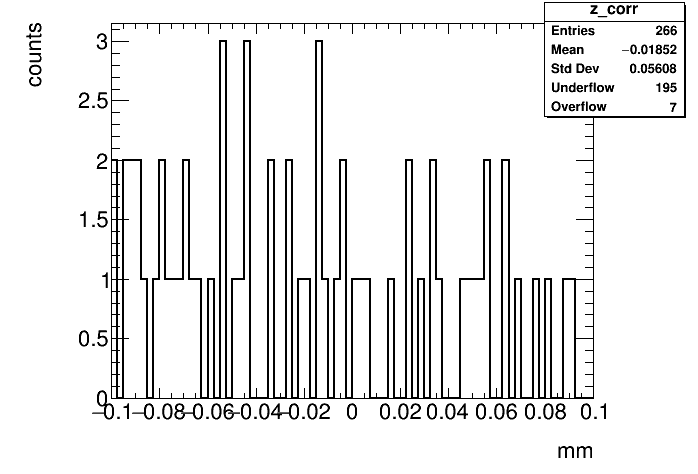 z_corr
Entries 266
Mean −0.01852
Std Dev 0.05608
Underflow 195
Overflow 7
counts
3
2.5
2
1.5
1
0.5
0
−0.1 −0.08 −0.06 −0.04 −0.02 0 0.02 0.04 0.06 0.08 0.1
mm